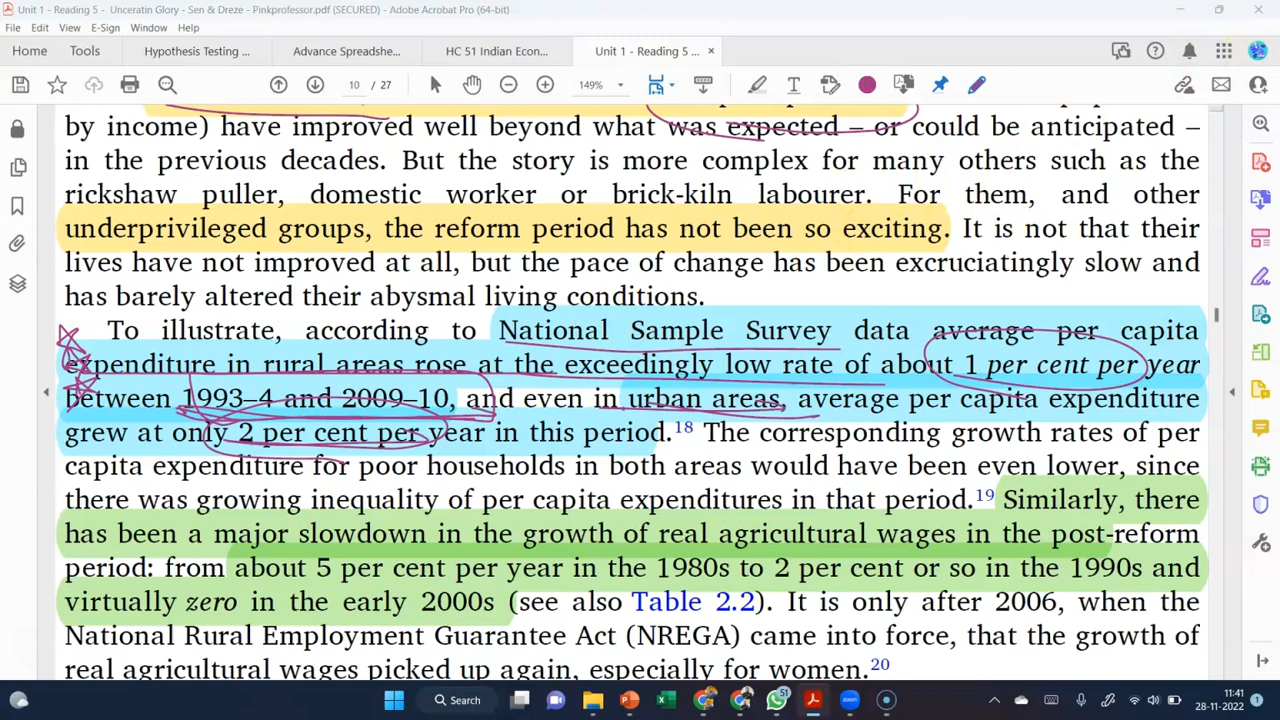 Unit 1 - Reading 5 - Unceratin Glory - Sen & Dreze - Pinkprofessor.pdf (SECURED) - Adobe Acrobat Pro (64-bit)
File Edit View E-Sign Window Help
Home Tools Hypothesis Testing ... Advance Spreadshe... HC 51 Indian Econ... Unit 1 - Reading 5 ... ×
10 / 27 149%
by income) have improved well beyond what was expected – or could be anticipated –
in the previous decades. But the story is more complex for many others such as the
rickshaw puller, domestic worker or brick-kiln labourer. For them, and other
underprivileged groups, the reform period has not been so exciting. It is not that their
lives have not improved at all, but the pace of change has been excruciatingly slow and
has barely altered their abysmal living conditions.
To illustrate, according to National Sample Survey data average per capita
expenditure in rural areas rose at the exceedingly low rate of about 1 per cent per year
between 1993–4 and 2009–10, and even in urban areas, average per capita expenditure
grew at only 2 per cent per year in this period.18 The corresponding growth rates of per
capita expenditure for poor households in both areas would have been even lower, since
there was growing inequality of per capita expenditures in that period.19 Similarly, there
has been a major slowdown in the growth of real agricultural wages in the post-reform
period: from about 5 per cent per year in the 1980s to 2 per cent or so in the 1990s and
virtually zero in the early 2000s (see also Table 2.2). It is only after 2006, when the
National Rural Employment Guarantee Act (NREGA) came into force, that the growth of
real agricultural wages picked up again, especially for women.20
Search 51 11:41
28-11-2022